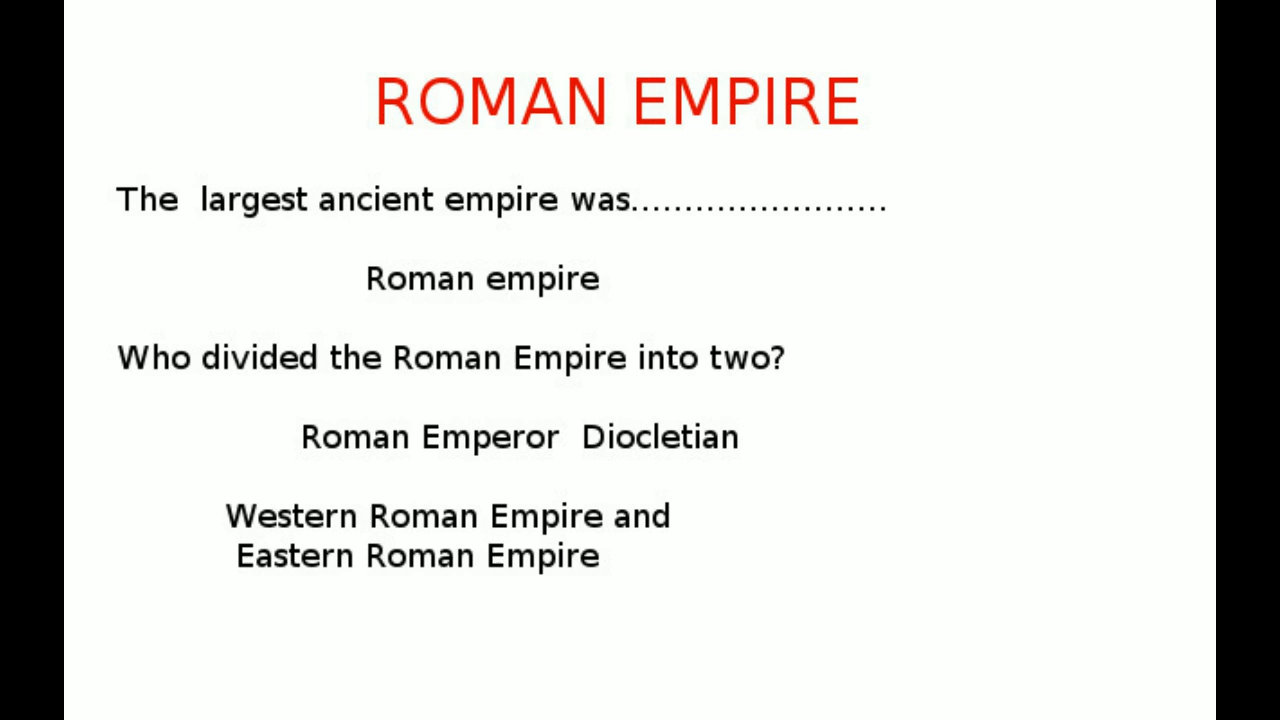 ROMAN EMPIRE
The largest ancient empire was........................
Roman empire
Who divided the Roman Empire into two?
Roman Emperor Diocletian
Western Roman Empire and
Eastern Roman Empire